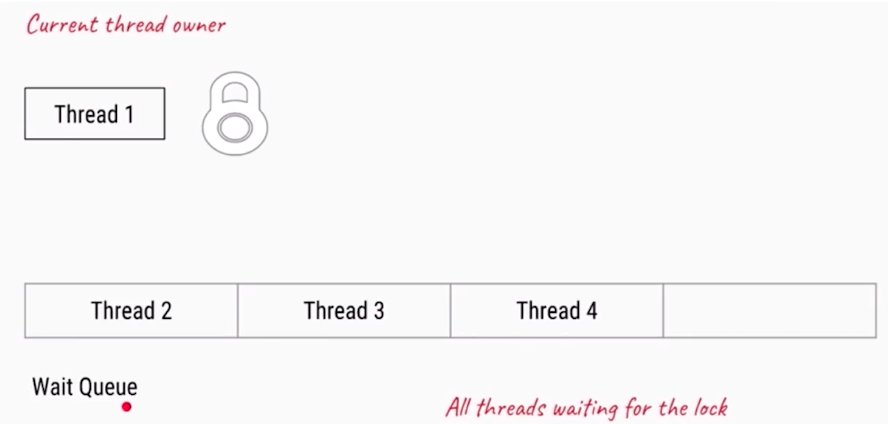 Current thread owner
Thread 1
Thread 2
Thread 3
Thread 4
Wait Queue
All threads waiting for the lock